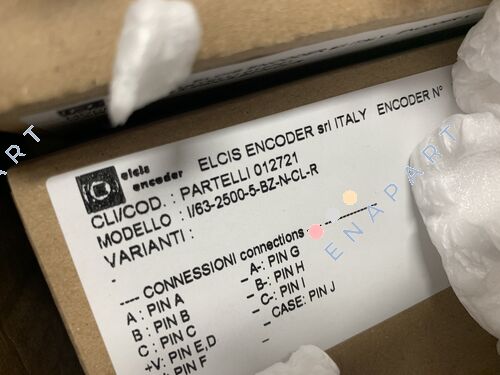 elcis
encoder
ELCIS ENCODER srl ITALY ENCODER N°
CLI/COD. : PARTELLI 012721
MODELLO : I/63-2500-5-BZ-N-CL-R
VARIANTI :
-
---- CONNESSIONI connections ----
A : PIN A
B : PIN B
C : PIN C
+V: PIN E,D
PIN F
- A-: PIN G
- B-: PIN H
- C-: PIN I
- CASE: PIN J
ENAPART
ART